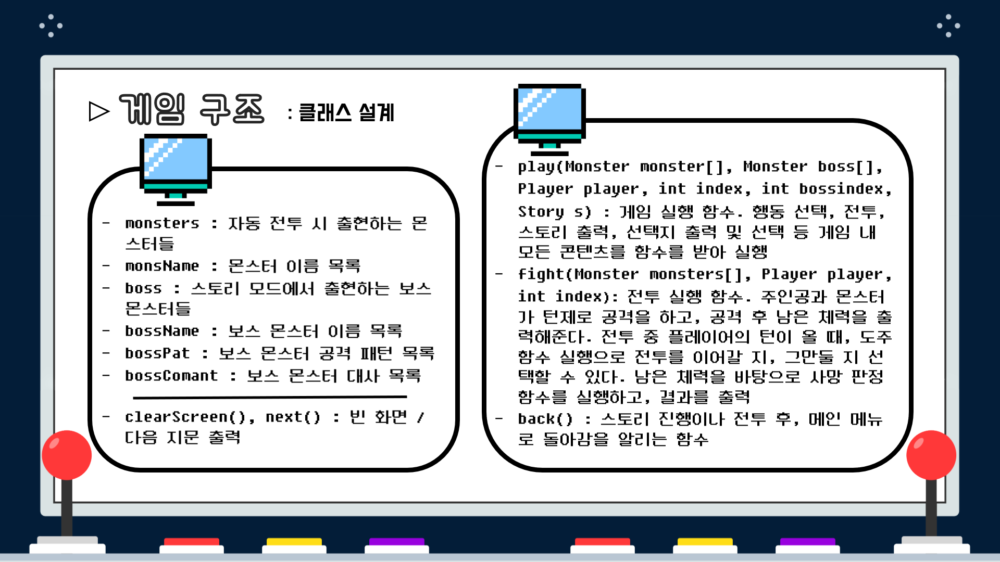 ▷ 게임 구조 : 클래스 설계
- monsters : 자동 전투 시 출현하는 몬
스터들
- monsName : 몬스터 이름 목록
- boss : 스토리 모드에서 출현하는 보스
몬스터들
- bossName : 보스 몬스터 이름 목록
- bossPat : 보스 몬스터 공격 패턴 목록
- bossComant : 보스 몬스터 대사 목록
- clearScreen(), next() : 빈 화면 /
다음 지문 출력
- play(Monster monster[], Monster boss[],
Player player, int index, int bossindex,
Story s) : 게임 실행 함수. 행동 선택, 전투,
스토리 출력, 선택지 출력 및 선택 등 게임 내
모든 콘텐츠를 함수를 받아 실행
- fight(Monster monsters[], Player player,
int index): 전투 실행 함수. 주인공과 몬스터
가 턴제로 공격을 하고, 공격 후 남은 체력을 출
력해준다. 전투 중 플레이어의 턴이 올 때, 도주
함수 실행으로 전투를 이어갈 지, 그만둘 지 선
택할 수 있다. 남은 체력을 바탕으로 사망 판정
함수를 실행하고, 결과를 출력
- back() : 스토리 진행이나 전투 후, 메인 메뉴
로 돌아감을 알리는 함수